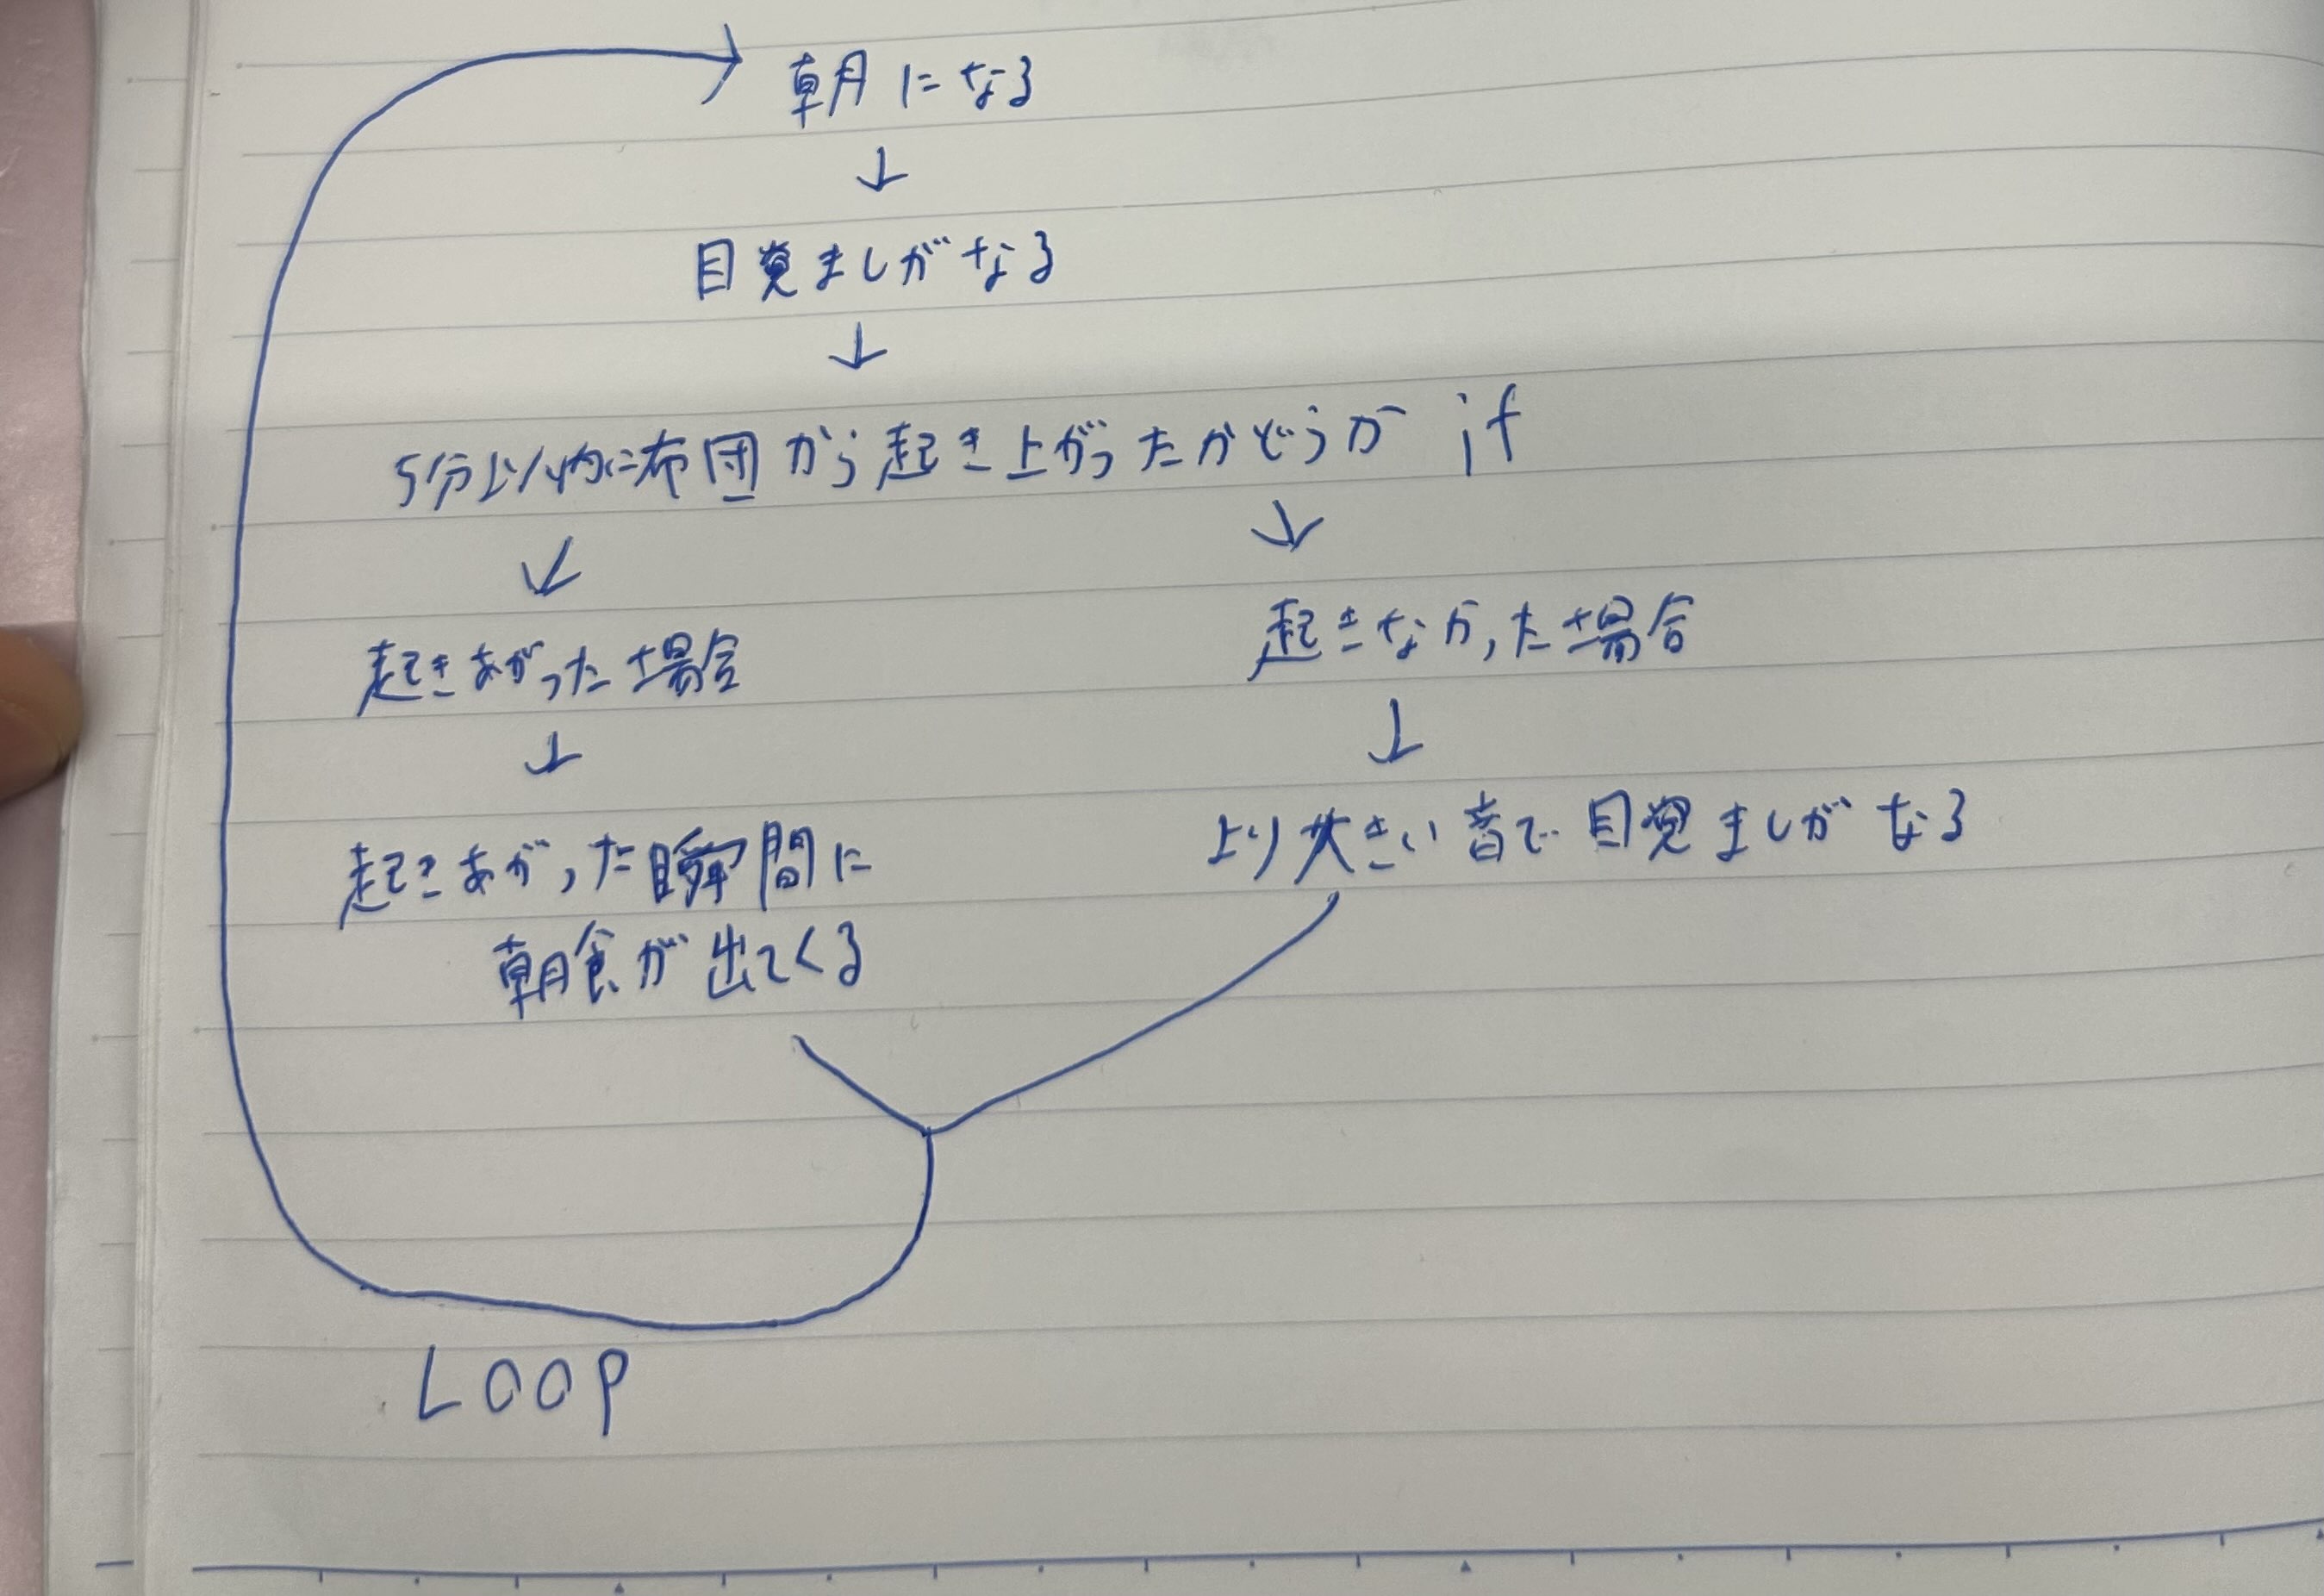 朝になる
↓
目覚ましがなる
↓
5分以内に布団から起き上がったかどうか if
↓ ↓
起きあがった場合 起きなかった場合
↓ ↓
起きあがった瞬間に より大きい音で目覚ましがなる
朝食が出てくる
LOOP